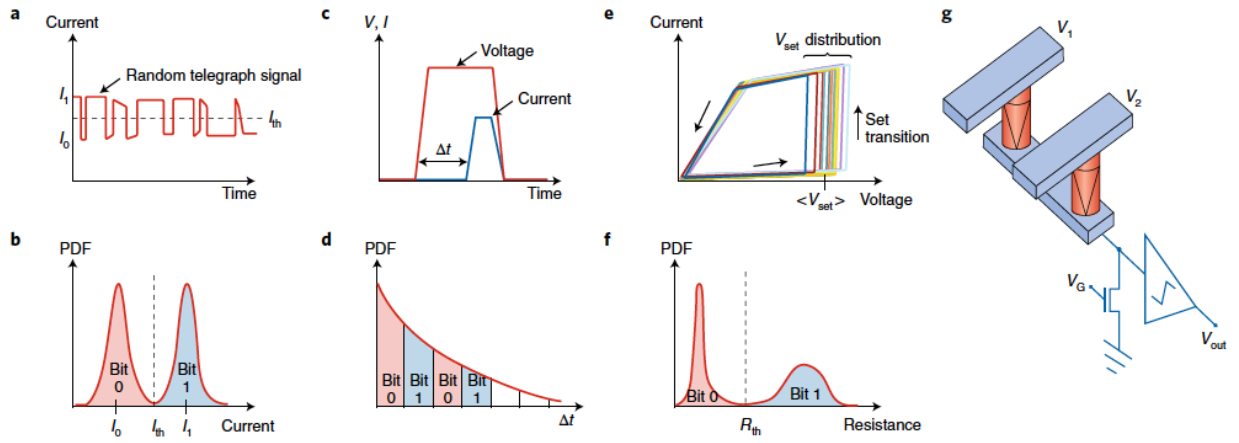 a
Current
Random telegraph signal
I1
Ith
I0
Time
b
PDF
Bit
0
Bit
1
I0
Ith
I1
Current
c
V, I
Voltage
Current
Δt
Time
d
PDF
Bit
0
Bit
1
Bit
0
Bit
1
Δt
e
Current
Vset distribution
Set
transition
<Vset>
Voltage
f
PDF
Bit 0
Bit 1
Rth
Resistance
g
V1
V2
VG
Vout